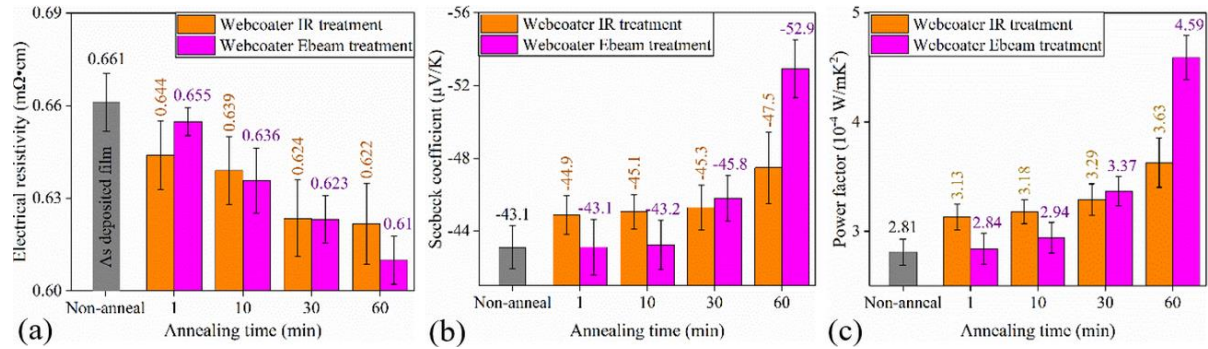 0.69
0.66
0.63
0.60
Electrical resistivity (mΩ•cm)
Webcoater IR treatment
Webcoater Ebeam treatment
0.661
As deposited film
0.644
0.655
0.639
0.636
0.624
0.623
0.622
0.61
Non-anneal 1 10 30 60
Annealing time (min)
(a)
-56
-52
-48
-44
Seebeck coefficient (μV/K)
Webcoater IR treatment
Webcoater Ebeam treatment
-43.1
-44.9
-43.1
-45.1
-43.2
-45.3
-45.8
-47.5
-52.9
Non-anneal 1 10 30 60
Annealing time (min)
(b)
5
4
3
Power factor (10⁻⁴ W/mK²)
Webcoater IR treatment
Webcoater Ebeam treatment
2.81
3.13
2.84
3.18
2.94
3.29
3.37
3.63
4.59
Non-anneal 1 10 30 60
Annealing time (min)
(c)